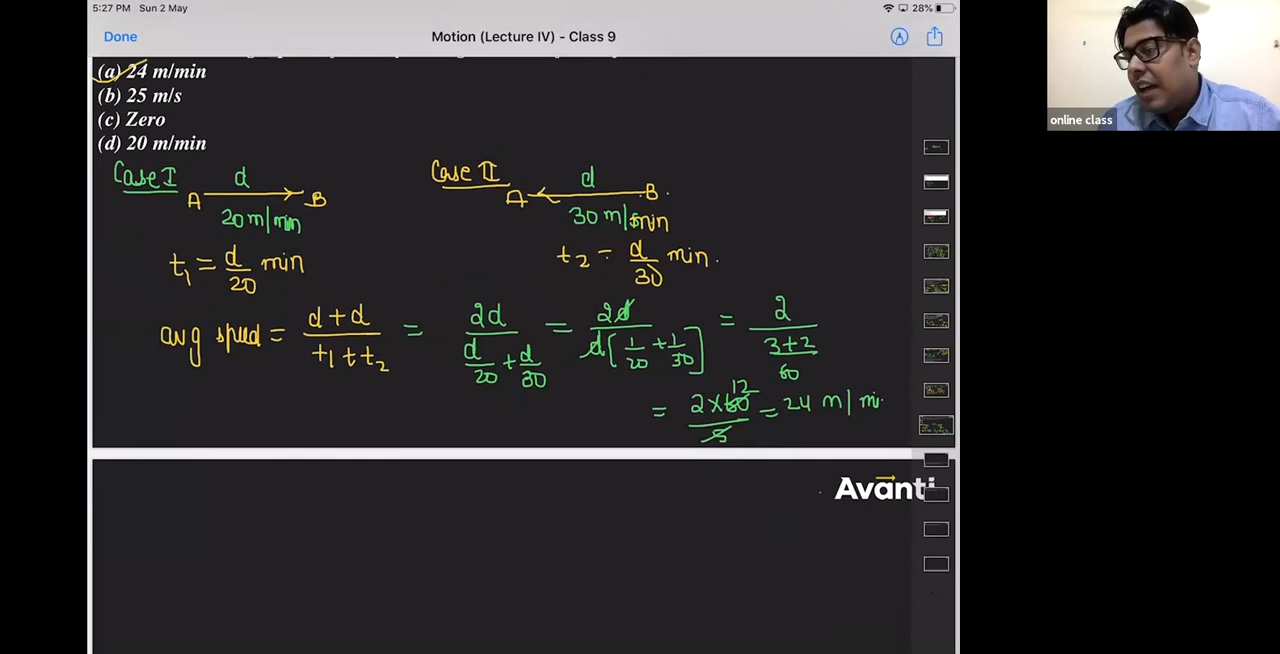 5:27 PM Sun 2 May
28%
Done
Motion (Lecture IV) - Class 9
online class
(a) 24 m/min
(b) 25 m/s
(c) Zero
(d) 20 m/min
Case I
A d B
20 m/min
t₁ = d/20 min
Case II
A d B
30 m/min
t₂ = d/30 min.
avg speed = d+d / t₁+t₂ = 2d / d/20 + d/30 = 2d / d[1/20 + 1/30] = 2 / 3+2/60
= 2×60 12 / 5 = 24 m/mi
Avanti